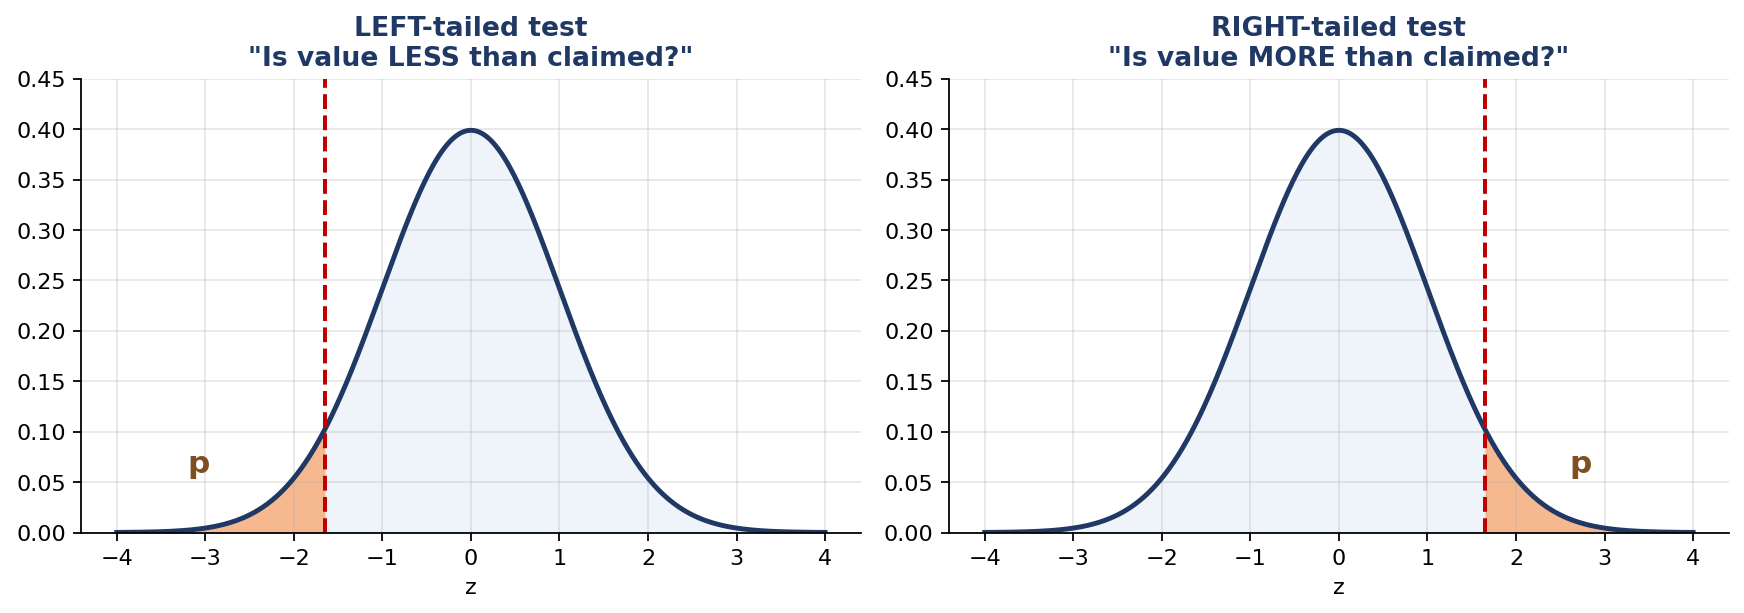 LEFT-tailed test
"Is value LESS than claimed?"
0.45
0.40
0.35
0.30
0.25
0.20
0.15
0.10
0.05
0.00
p
−4 −3 −2 −1 0 1 2 3 4
z
RIGHT-tailed test
"Is value MORE than claimed?"
0.45
0.40
0.35
0.30
0.25
0.20
0.15
0.10
0.05
0.00
p
−4 −3 −2 −1 0 1 2 3 4
z